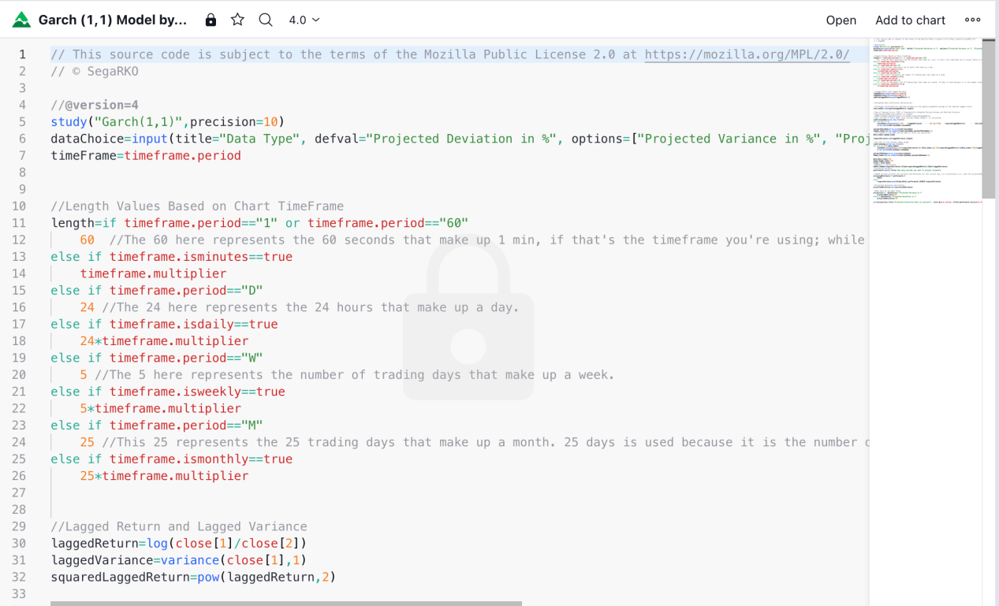 Garch (1,1) Model by... 4.0 Open Add to chart
1 // This source code is subject to the terms of the Mozilla Public License 2.0 at https://mozilla.org/MPL/2.0/
2 // © SegaRKO
3
4 //@version=4
5 study("Garch(1,1)",precision=10)
6 dataChoice=input(title="Data Type", defval="Projected Deviation in %", options=["Projected Variance in %", "Proj
7 timeFrame=timeframe.period
8
9
10 //Length Values Based on Chart TimeFrame
11 length=if timeframe.period=="1" or timeframe.period=="60"
12 60 //The 60 here represents the 60 seconds that make up 1 min, if that's the timeframe you're using; while
13 else if timeframe.isminutes==true
14 timeframe.multiplier
15 else if timeframe.period=="D"
16 24 //The 24 here represents the 24 hours that make up a day.
17 else if timeframe.isdaily==true
18 24*timeframe.multiplier
19 else if timeframe.period=="W"
20 5 //The 5 here represents the number of trading days that make up a week.
21 else if timeframe.isweekly==true
22 5*timeframe.multiplier
23 else if timeframe.period=="M"
24 25 //This 25 represents the 25 trading days that make up a month. 25 days is used because it is the number
25 else if timeframe.ismonthly==true
26 25*timeframe.multiplier
27
28
29 //Lagged Return and Lagged Variance
30 laggedReturn=log(close[1]/close[2])
31 laggedVariance=variance(close[1],1)
32 squaredLaggedReturn=pow(laggedReturn,2)
33